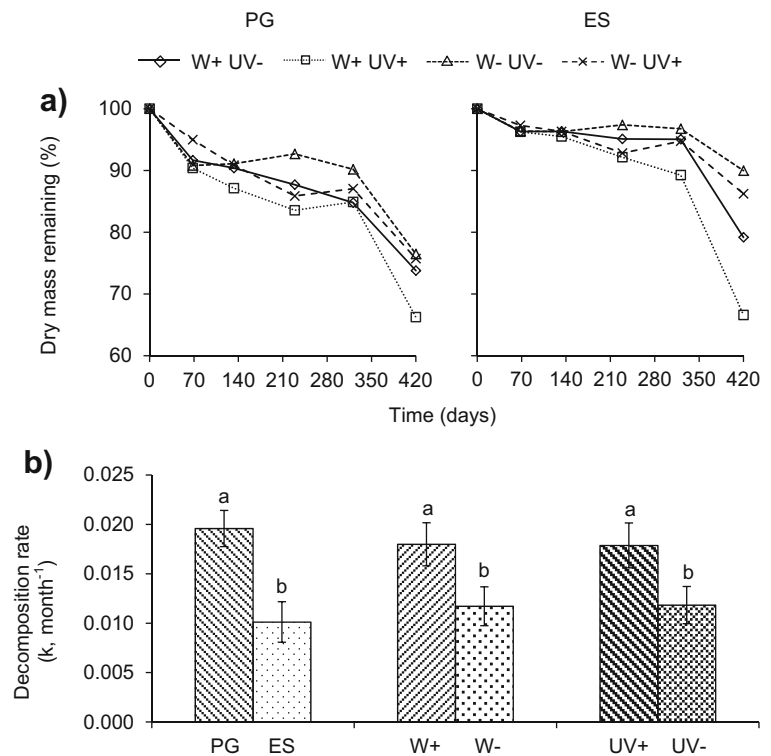 PG ES
W+ UV- W+ UV+ W- UV- W- UV+
a)
100
90
80
70
60
Dry mass remaining (%)
0 70 140 210 280 350 420 0 70 140 210 280 350 420
Time (days)
b)
0.025
0.020
0.015
0.010
0.005
0.000
Decomposition rate
(k, month-1)
a b a b a b
PG ES W+ W- UV+ UV-